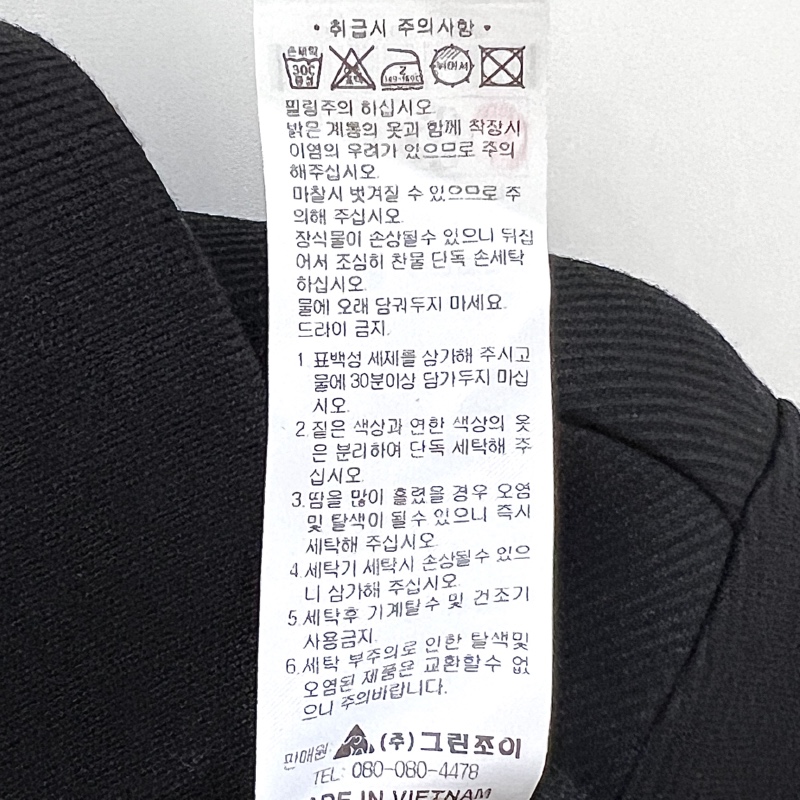 • 취급시 주의사항 •
손세탁
30C
중성
2
140~160C
뉘어서
필링주의 하십시오.
밝은 계통의 옷과 함께 착장시
이염의 우려가 있으므로 주의
해주십시오.
마찰시 벗겨질 수 있으므로 주
의해 주십시오.
장식물이 손상될수 있으니 뒤집
어서 조심히 찬물 단독 손세탁
하십시오.
물에 오래 담궈두지 마세요.
드라이 금지.
1 표백성 세제를 삼가해 주시고
물에 30분이상 담가두지 마십
시오.
2.짙은 색상과 연한 색상의 옷
은 분리하여 단독 세탁해 주
십시오.
3.땀을 많이 흘렸을 경우 오염
및 탈색이 될수 있으니 즉시
세탁해 주십시오.
4.세탁기 세탁시 손상될수 있으
니 삼가해 주십시오.
5.세탁후 기계탈수 및 건조기
사용금지.
6.세탁 부주의로 인한 탈색및
오염된 제품은 교환할수 없
으니 주의바랍니다.
판매원: (주)그린조이
TEL: 080-080-4478
MADE IN VIETNAM